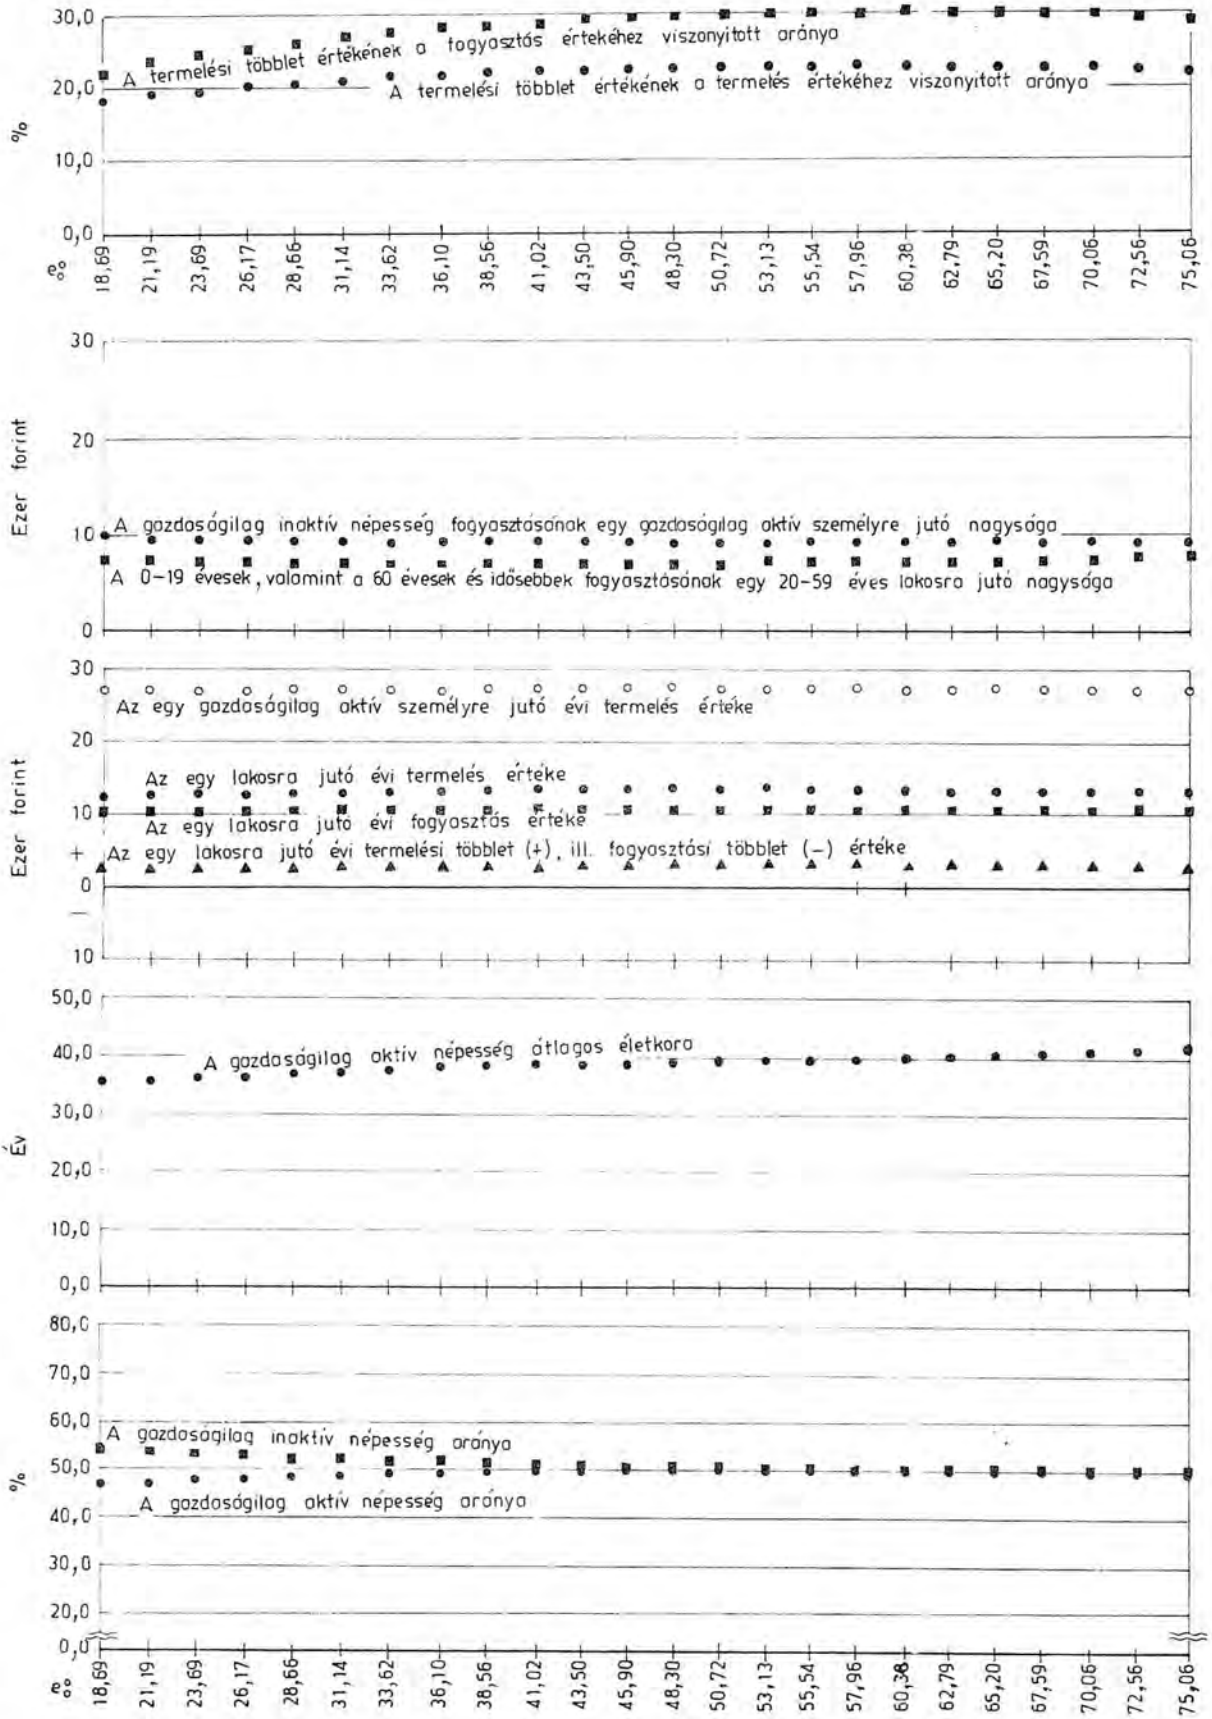 %
30,0
A termelési többlet értékének a fogyasztás értekéhez viszonyitott aránya
20,0
A termelési többlet értékének a termelés értékéhez viszonyitott aránya
10,0
0,0
e₀⁰ 18,69 21,19 23,69 26,17 28,66 31,14 33,62 36,10 38,56 41,02 43,50 45,90 48,30 50,72 53,13 55,54 57,96 60,38 62,79 65,20 67,59 70,06 72,56 75,06
Ezer forint
30
20
A gazdaságilag inaktív népesség fogyasztásának egy gazdaságilag aktív személyre jutó nagysága
10
A 0-19 évesek, valamint a 60 évesek és idősebbek fogyasztásának egy 20-59 éves lakosra jutó nagysága
0
Ezer forint
30
Az egy gazdaságilag aktív személyre jutó évi termelés értéke
20
Az egy lakosra jutó évi termelés értéke
10
Az egy lakosra jutó évi fogyasztás értéke
+ Az egy lakosra jutó évi termelési többlet (+), ill. fogyasztási többlet (-) értéke
0
—
10
Év
50,0
40,0 A gazdaságilag aktív népesség átlagos életkora
30,0
20,0
10,0
0,0
%
80,0
70,0
60,0
A gazdaságilag inaktív népesség aránya
50,0
A gazdaságilag aktív népesség aránya
40,0
30,0
20,0
0,0
e₀⁰ 18,69 21,19 23,69 26,17 28,66 31,14 33,62 36,10 38,56 41,02 43,50 45,90 48,30 50,72 53,13 55,54 57,96 60,38 62,79 65,20 67,59 70,06 72,56 75,06